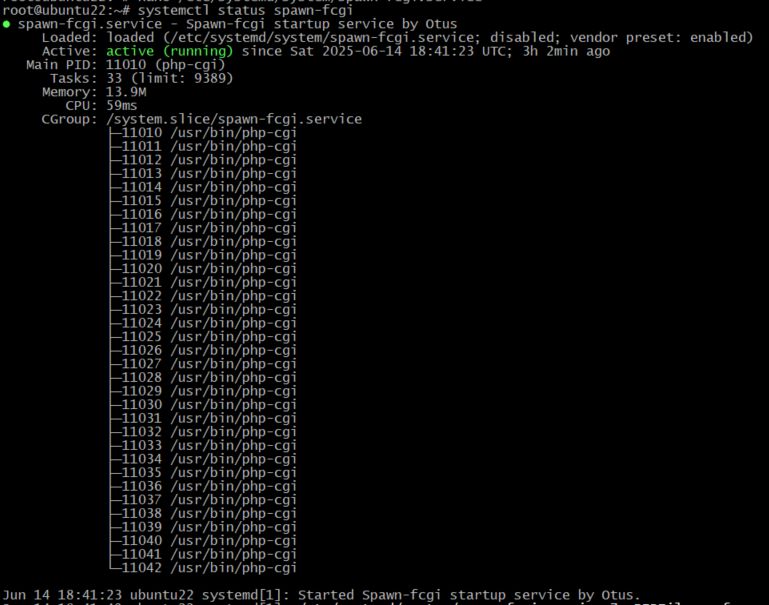 root@ubuntu22:~# systemctl status spawn-fcgi
● spawn-fcgi.service - Spawn-fcgi startup service by Otus
Loaded: loaded (/etc/systemd/system/spawn-fcgi.service; disabled; vendor preset: enabled)
Active: active (running) since Sat 2025-06-14 18:41:23 UTC; 3h 2min ago
Main PID: 11010 (php-cgi)
Tasks: 33 (limit: 9389)
Memory: 13.9M
CPU: 59ms
CGroup: /system.slice/spawn-fcgi.service
├─11010 /usr/bin/php-cgi
├─11011 /usr/bin/php-cgi
├─11012 /usr/bin/php-cgi
├─11013 /usr/bin/php-cgi
├─11014 /usr/bin/php-cgi
├─11015 /usr/bin/php-cgi
├─11016 /usr/bin/php-cgi
├─11017 /usr/bin/php-cgi
├─11018 /usr/bin/php-cgi
├─11019 /usr/bin/php-cgi
├─11020 /usr/bin/php-cgi
├─11021 /usr/bin/php-cgi
├─11022 /usr/bin/php-cgi
├─11023 /usr/bin/php-cgi
├─11024 /usr/bin/php-cgi
├─11025 /usr/bin/php-cgi
├─11026 /usr/bin/php-cgi
├─11027 /usr/bin/php-cgi
├─11028 /usr/bin/php-cgi
├─11029 /usr/bin/php-cgi
├─11030 /usr/bin/php-cgi
├─11031 /usr/bin/php-cgi
├─11032 /usr/bin/php-cgi
├─11033 /usr/bin/php-cgi
├─11034 /usr/bin/php-cgi
├─11035 /usr/bin/php-cgi
├─11036 /usr/bin/php-cgi
├─11037 /usr/bin/php-cgi
├─11038 /usr/bin/php-cgi
├─11039 /usr/bin/php-cgi
├─11040 /usr/bin/php-cgi
├─11041 /usr/bin/php-cgi
└─11042 /usr/bin/php-cgi
Jun 14 18:41:23 ubuntu22 systemd[1]: Started Spawn-fcgi startup service by Otus.